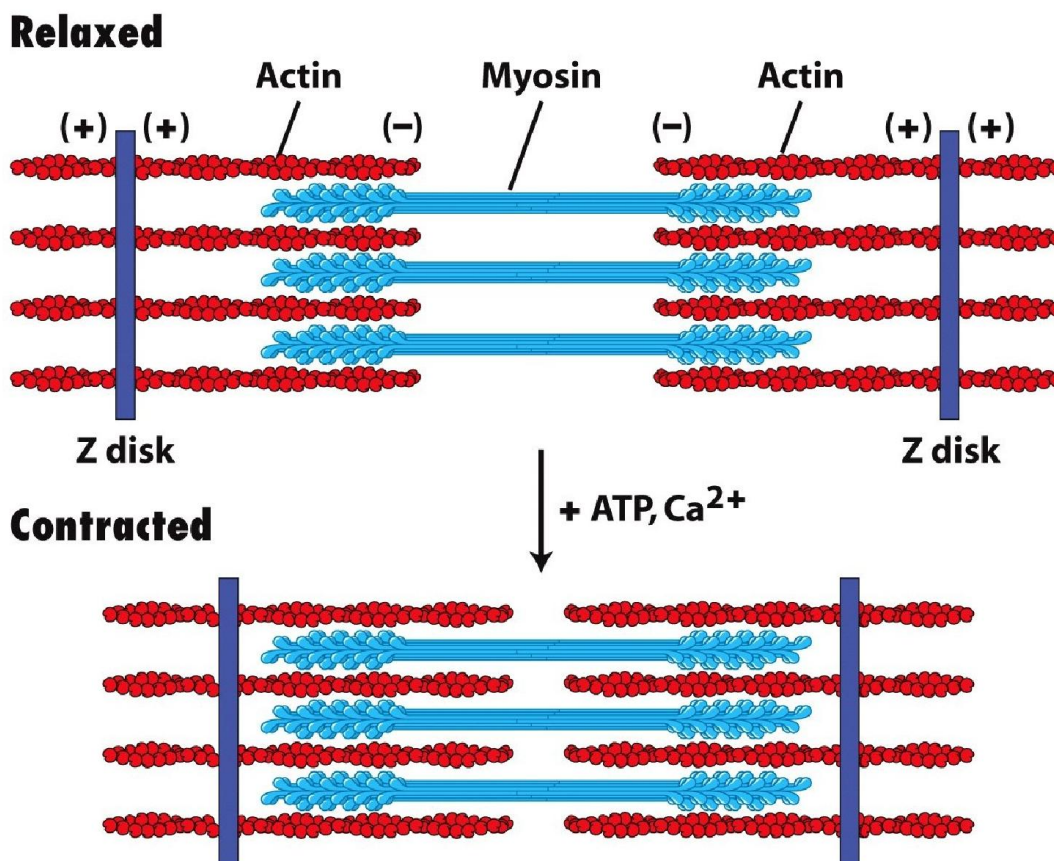 Relaxed
Actin Myosin Actin
(+) (+) (−) (−) (+) (+)
Z disk Z disk
+ ATP, Ca²⁺
Contracted